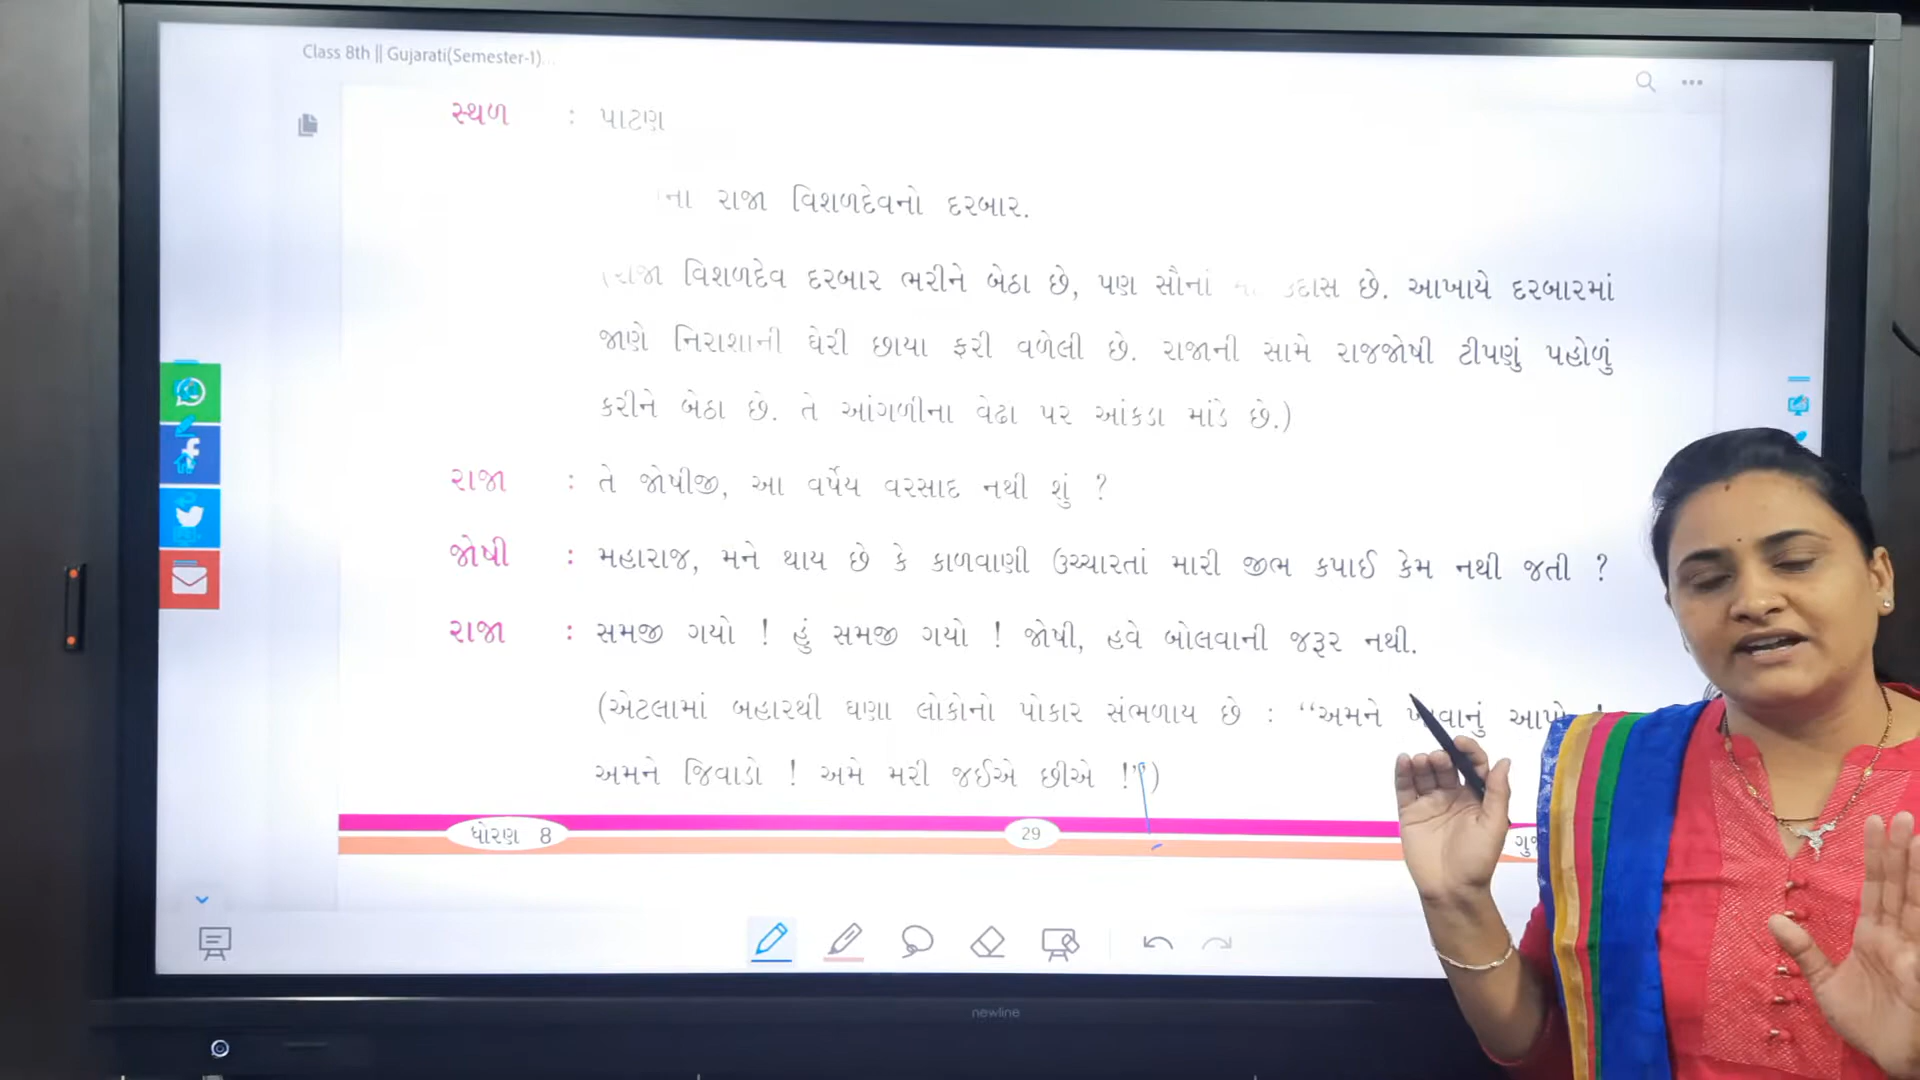 Class 8th || Gujarati(Semester-1)...
સ્થળ : પાટણ
ના રાજા વિશળદેવનો દરબાર.
(રાજા વિશળદેવ દરબાર ભરીને બેઠા છે, પણ સૌનાં ઉદાસ છે. આખાયે દરબારમાં
જાણે નિરાશાની ઘેરી છાયા ફરી વળેલી છે. રાજાની સામે રાજજોષી ટીપણું પહોળું
કરીને બેઠા છે. તે આંગળીના વેઢા પર આંકડા માંડે છે.)
રાજા : તે જોષીજી, આ વર્ષેય વરસાદ નથી શું ?
જોષી : મહારાજ, મને થાય છે કે કાળવાણી ઉચ્ચારતાં મારી જીભ કપાઈ કેમ નથી જતી ?
રાજા : સમજી ગયો ! હું સમજી ગયો ! જોષી, હવે બોલવાની જરૂર નથી.
(એટલામાં બહારથી ઘણા લોકોનો પોકાર સંભળાય છે : “અમને ખાવાનું આપો !
અમને જિવાડો ! અમે મરી જઈએ છીએ !”)
ધોરણ 8 29
newline